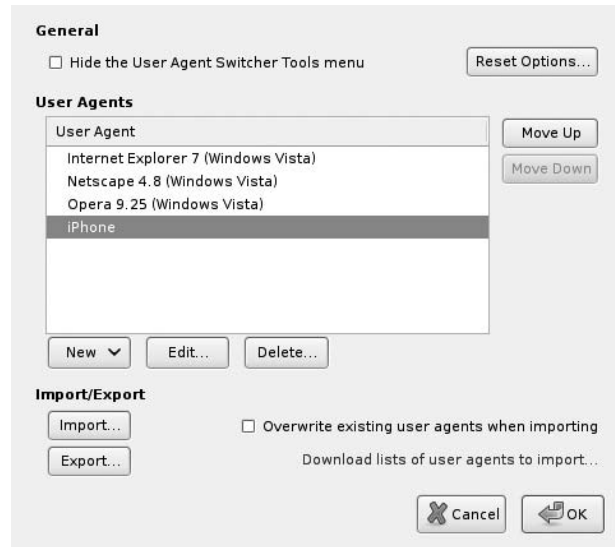 General
Hide the User Agent Switcher Tools menu
Reset Options...
User Agents
User Agent
Move Up
Internet Explorer 7 (Windows Vista)
Move Down
Netscape 4.8 (Windows Vista)
Opera 9.25 (Windows Vista)
iPhone
New
Edit...
Delete...
Import/Export
Import...
Overwrite existing user agents when importing
Export...
Download lists of user agents to import...
Cancel
OK